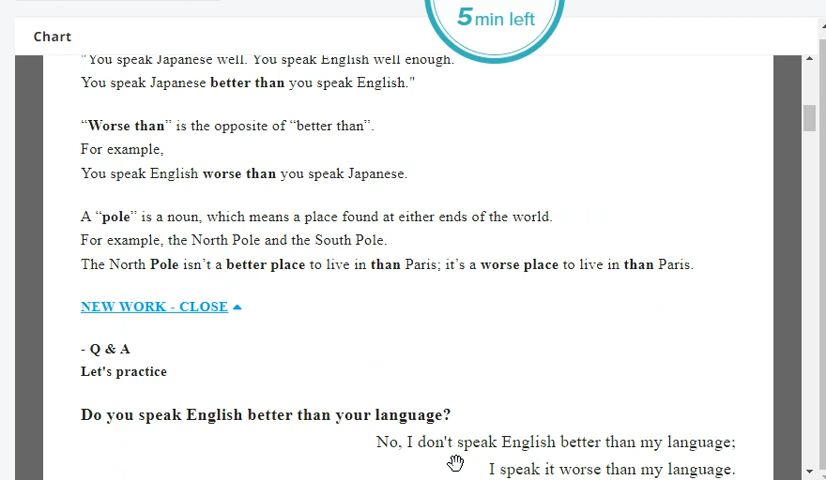 5 min left
Chart
"You speak Japanese well. You speak English well enough.
You speak Japanese better than you speak English."
“Worse than” is the opposite of “better than”.
For example,
You speak English worse than you speak Japanese.
A “pole” is a noun, which means a place found at either ends of the world.
For example, the North Pole and the South Pole.
The North Pole isn’t a better place to live in than Paris; it’s a worse place to live in than Paris.
NEW WORK - CLOSE
- Q & A
Let's practice
Do you speak English better than your language?
No, I don't speak English better than my language;
I speak it worse than my language.